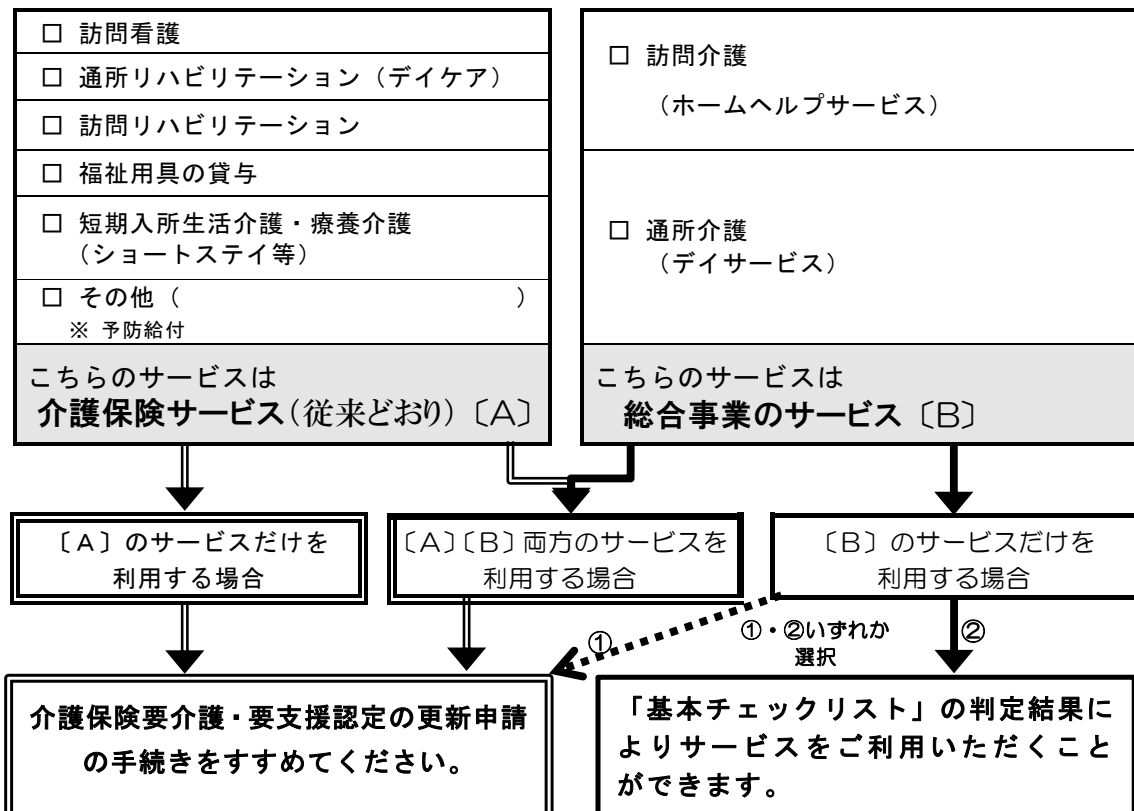 □ 訪問看護
□ 通所リハビリテーション（デイケア）
□ 訪問リハビリテーション
□ 福祉用具の貸与
□ 短期入所生活介護・療養介護
（ショートステイ等）
□ その他（　　　　　　　　　　　　）
※ 予防給付
こちらのサービスは
介護保険サービス（従来どおり）〔A〕
□ 訪問介護
（ホームヘルプサービス）
□ 通所介護
（デイサービス）
こちらのサービスは
総合事業のサービス〔B〕
〔A〕のサービスだけを
利用する場合
〔A〕〔B〕両方のサービスを
利用する場合
〔B〕のサービスだけを
利用する場合
①
①・②いずれか
選択
②
介護保険要介護・要支援認定の更新申請
の手続きをすすめてください。
「基本チェックリスト」の判定結果に
よりサービスをご利用いただくこと
ができます。